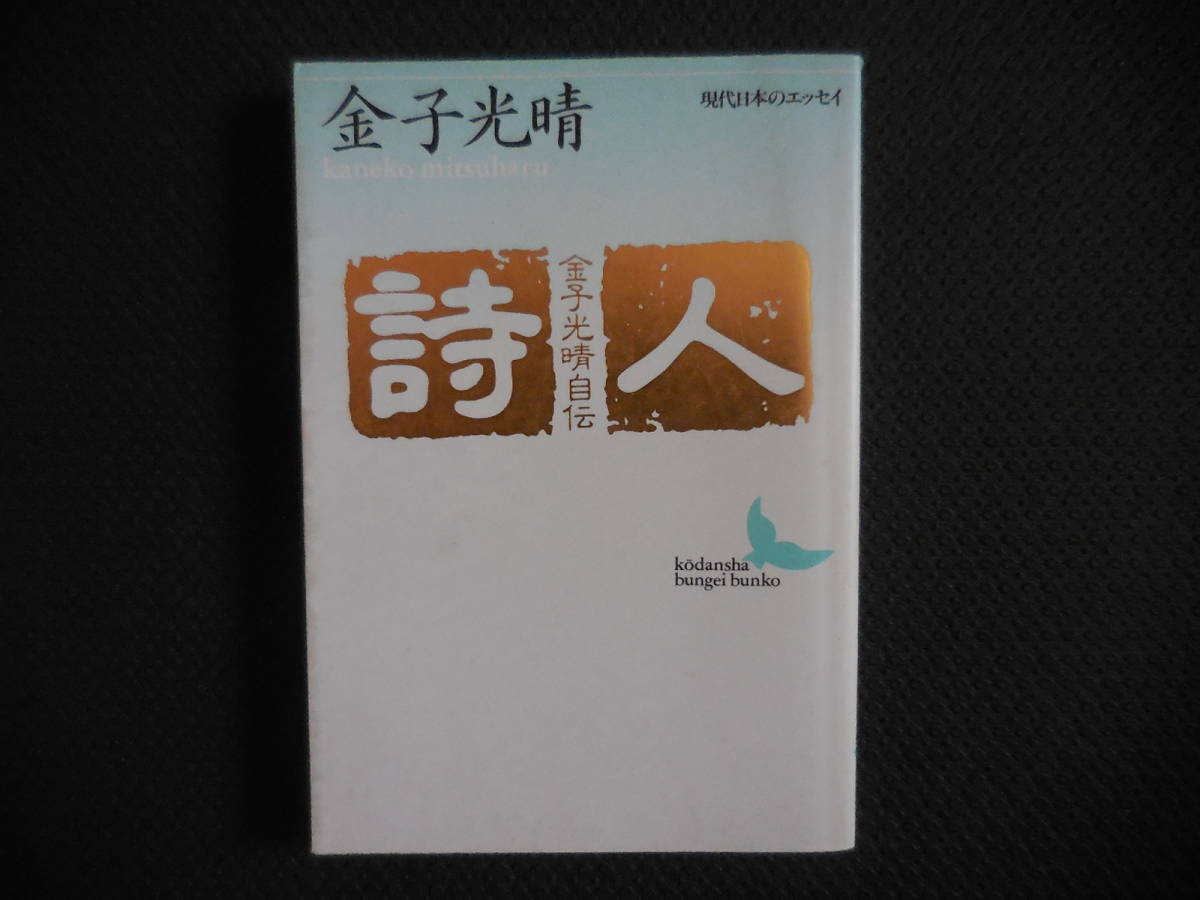 金子光晴
kaneko mitsuharu
現代日本のエッセイ
詩人
金子光晴自伝
kōdansha
bungei bunko